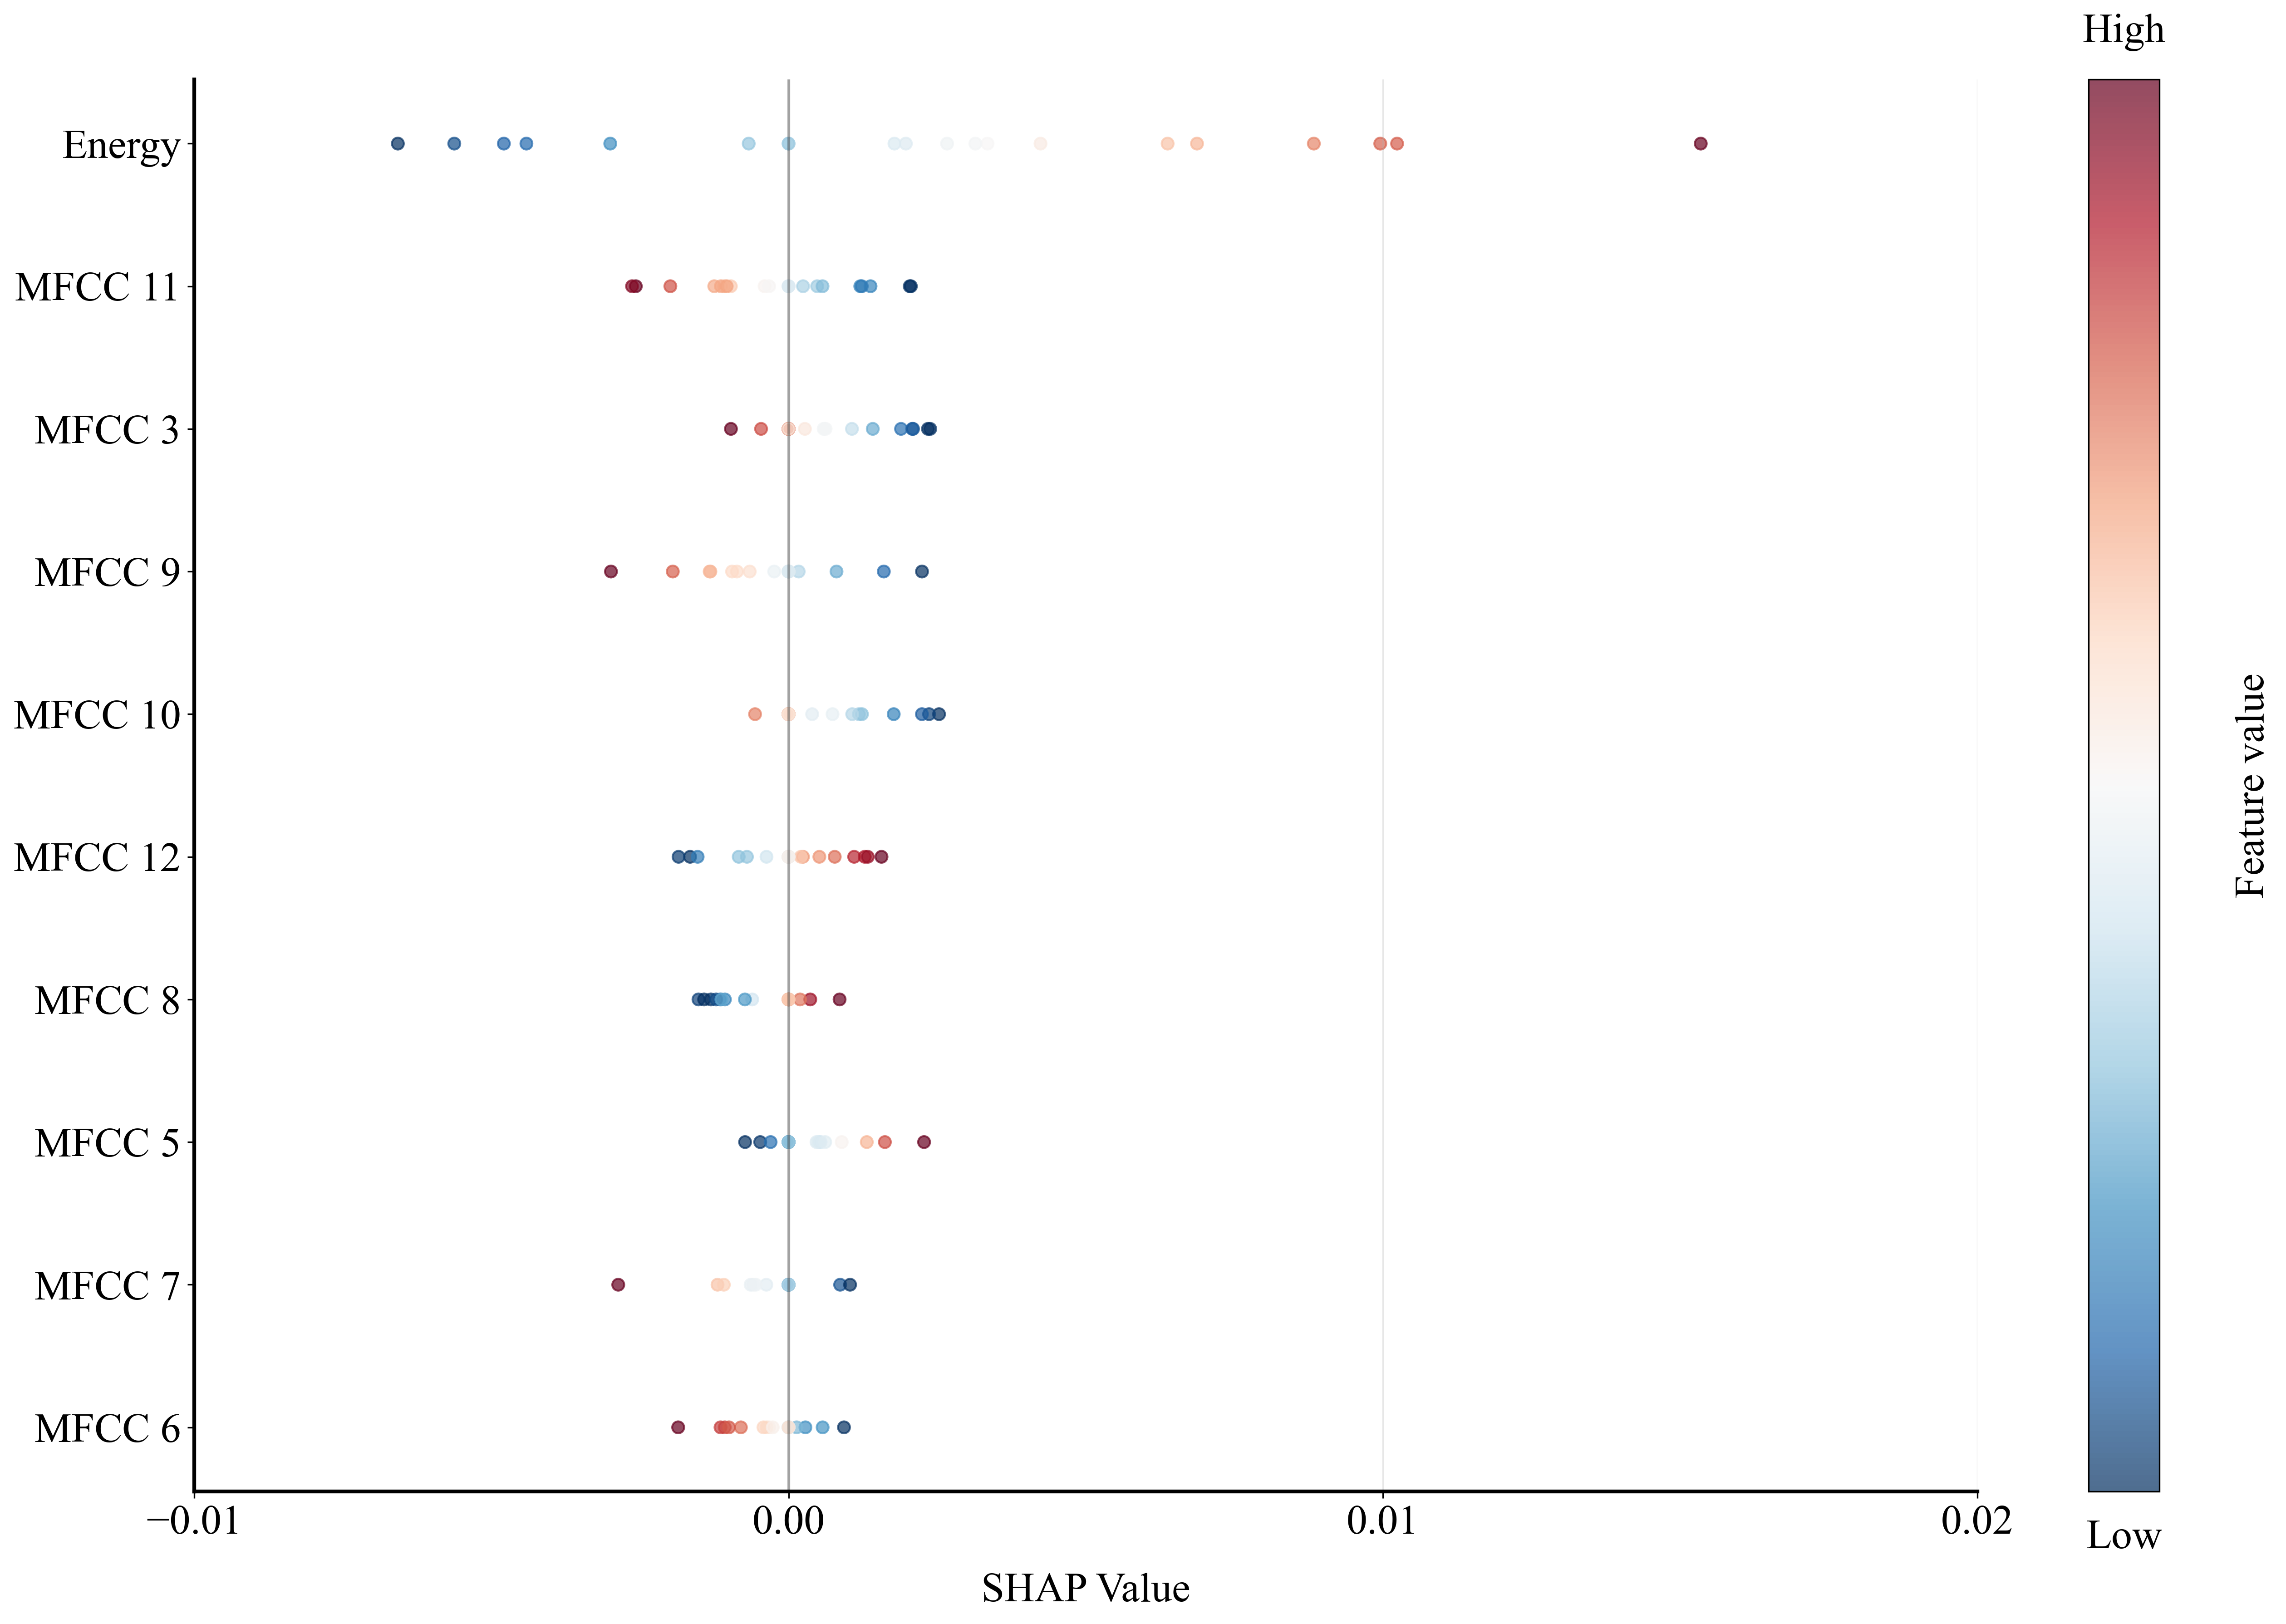 High
Energy
MFCC 11
MFCC 3
MFCC 9
MFCC 10
MFCC 12
MFCC 8
MFCC 5
MFCC 7
MFCC 6
−0.01
0.00
0.01
0.02
SHAP Value
Low
Feature value